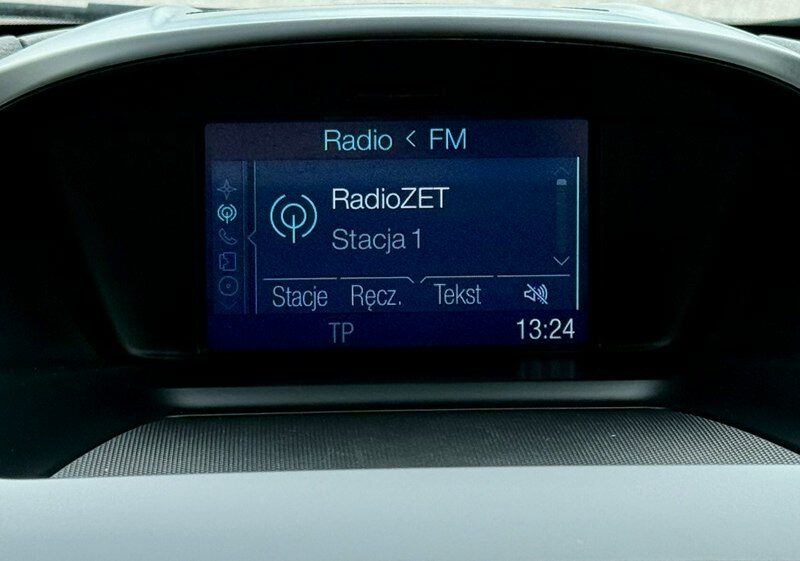 Radio < FM
RadioZET
Stacja 1
Stacje Ręcz. Tekst
TP 13:24